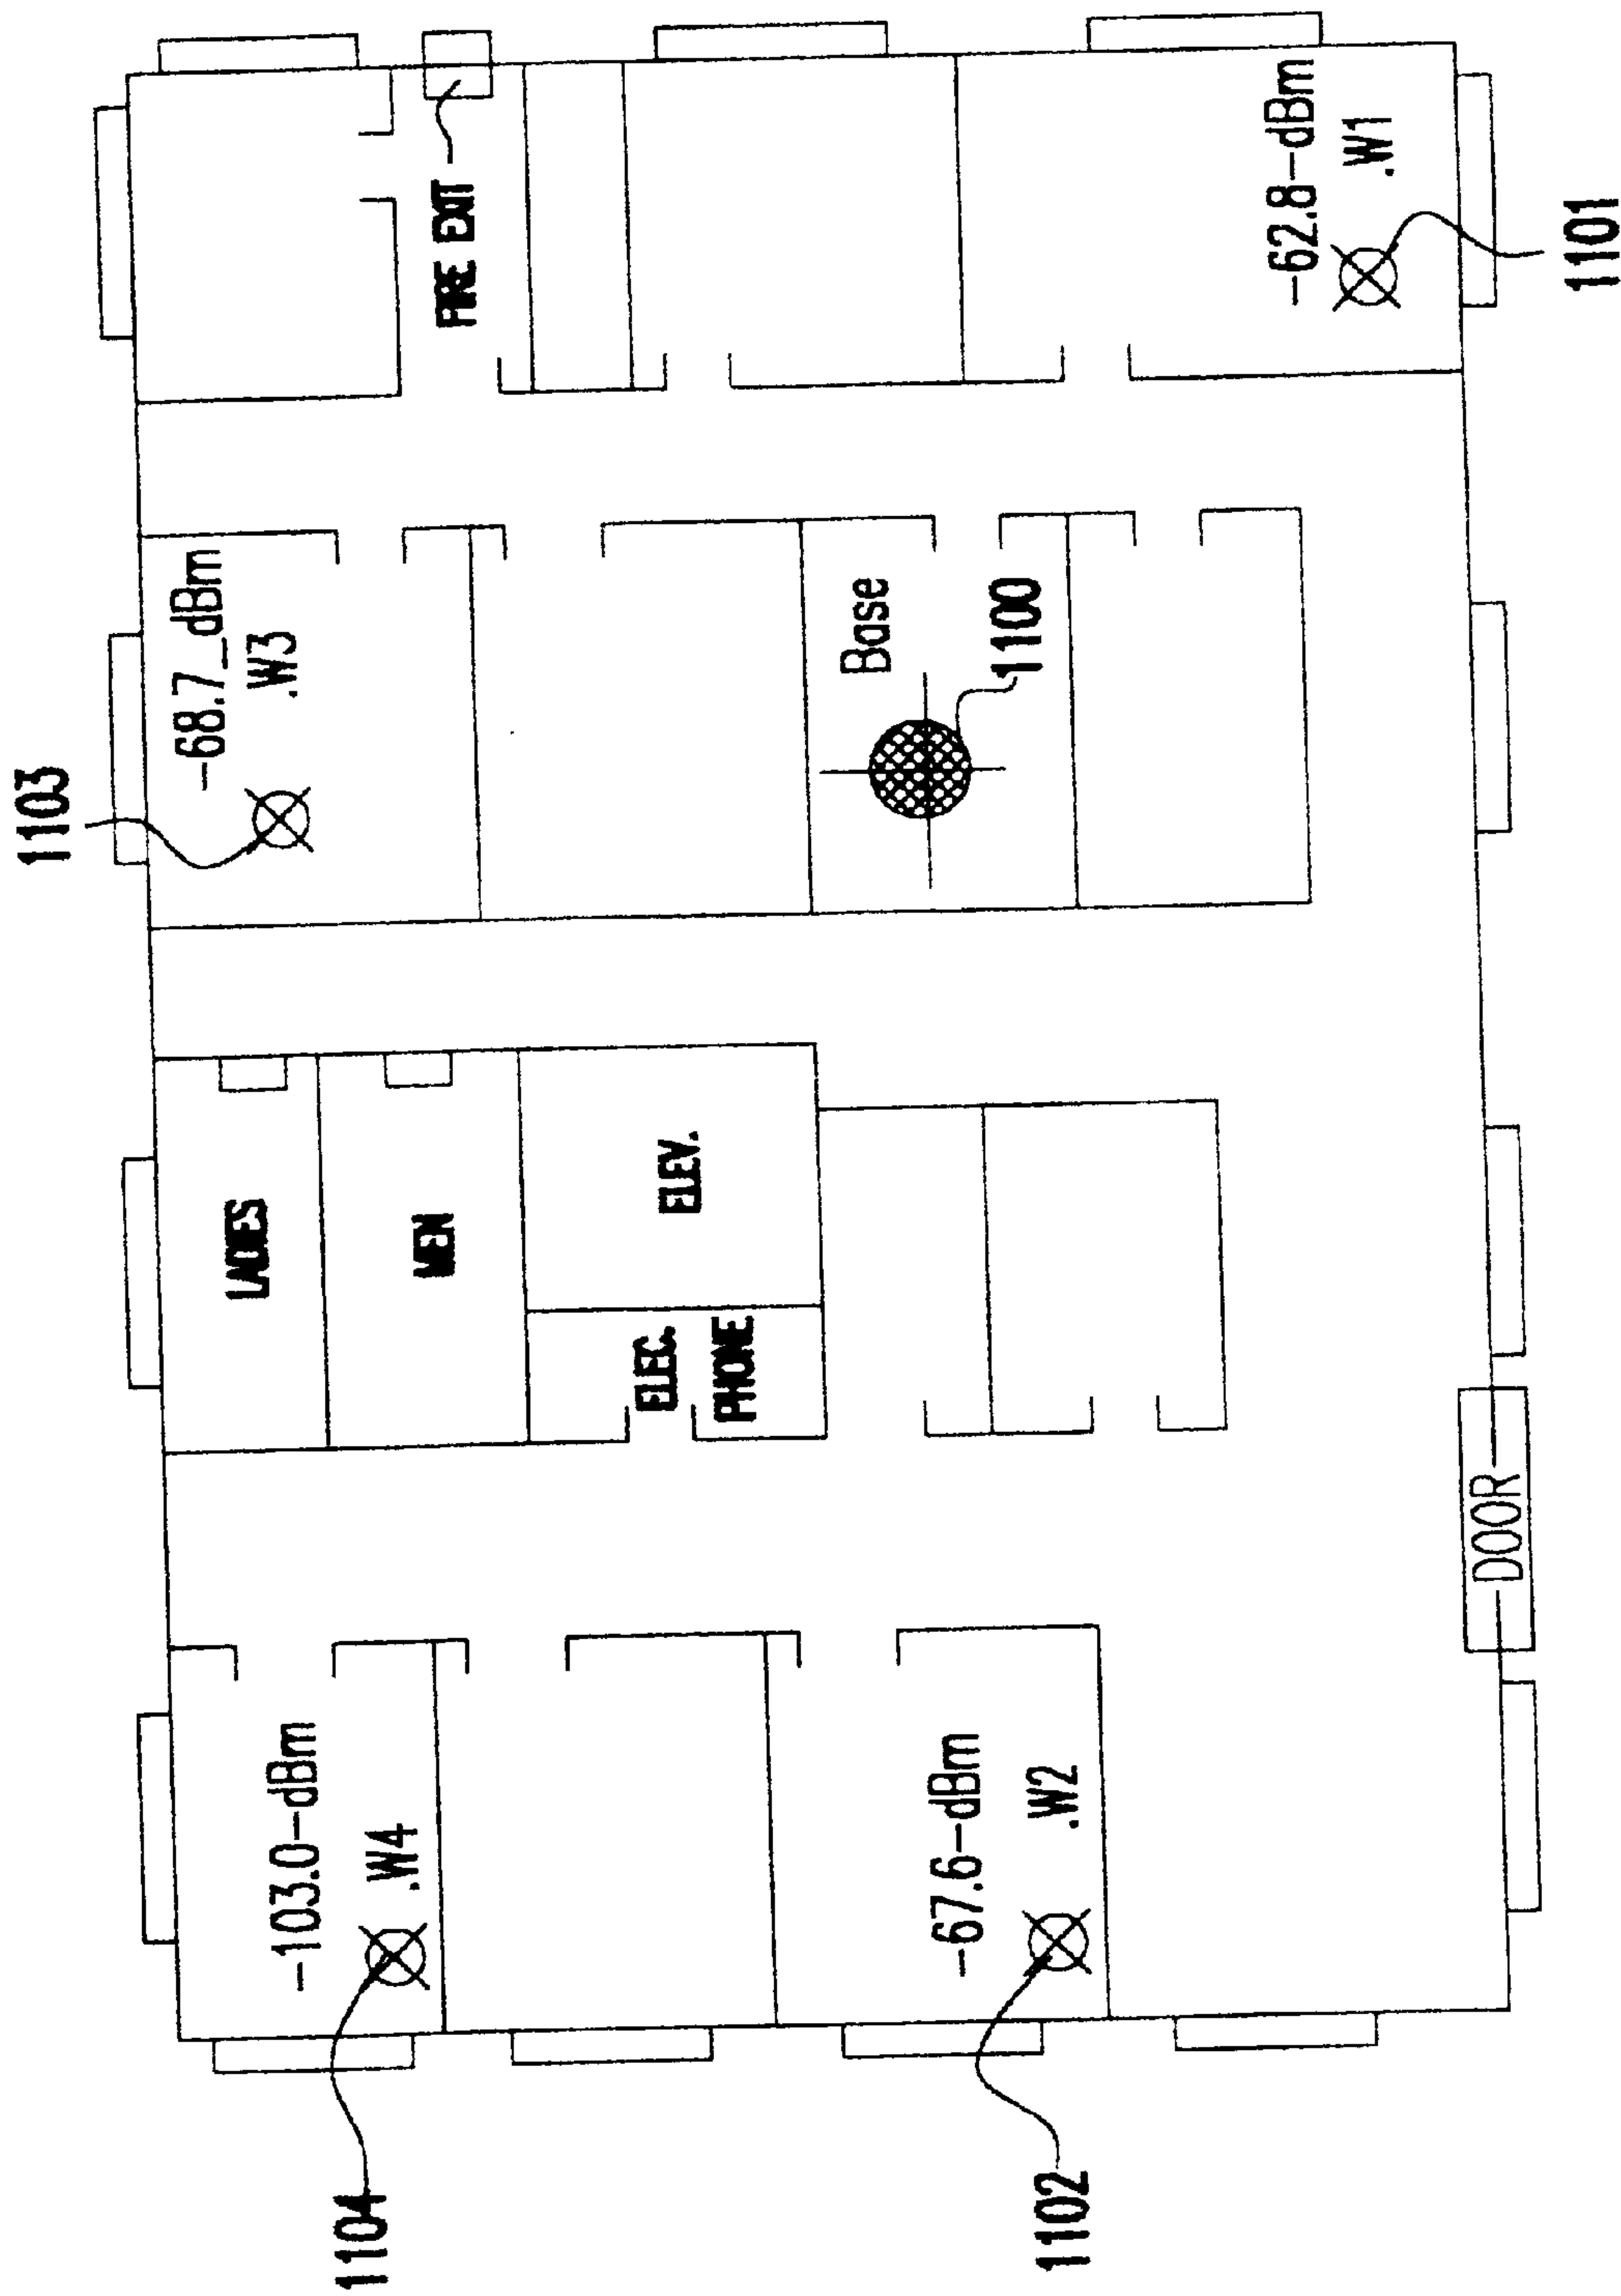 1103
-68.7_dBm
.W3
LADIES
-103.0-dBm
.W4
1104
MEN
FIRE EXIT
ELEC.
PHONE
ELEV.
Base
1100
-67.6-dBm
.W2
1102
-62.8-dBm
.W1
DOOR
1101